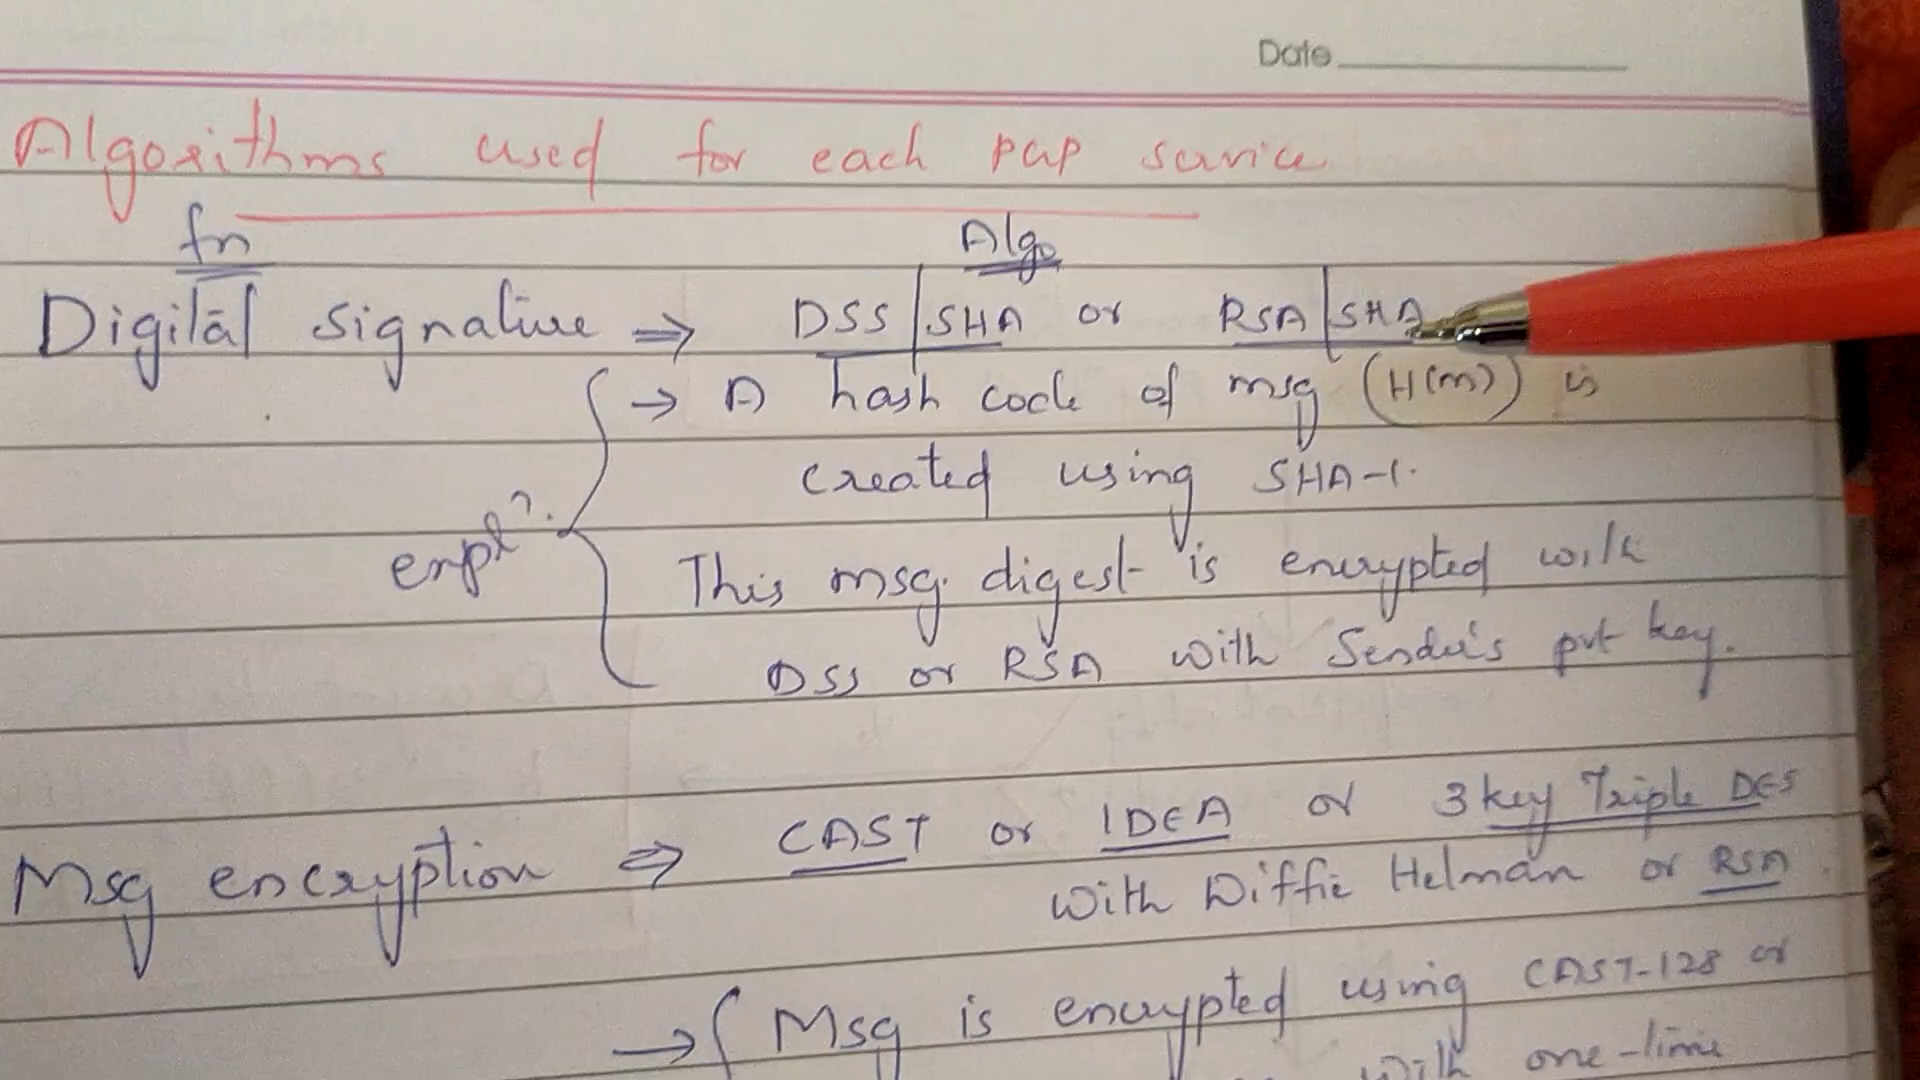 Date
Algorithms used for each pgp service
fn Algo
Digital signature ⇒ DSS|SHA or RSA|SHA
→ A hash code of msg (H(m)) is
created using SHA-1.
expl?.
This msg. digest is encrypted with
DSS or RSA with Sender's pvt key.
Msg encryption ⇒ CAST or IDEA or 3 key Triple DES
With Diffie Helman or RSA.
→ Msg is encrypted using CAST-128 or
with one-time